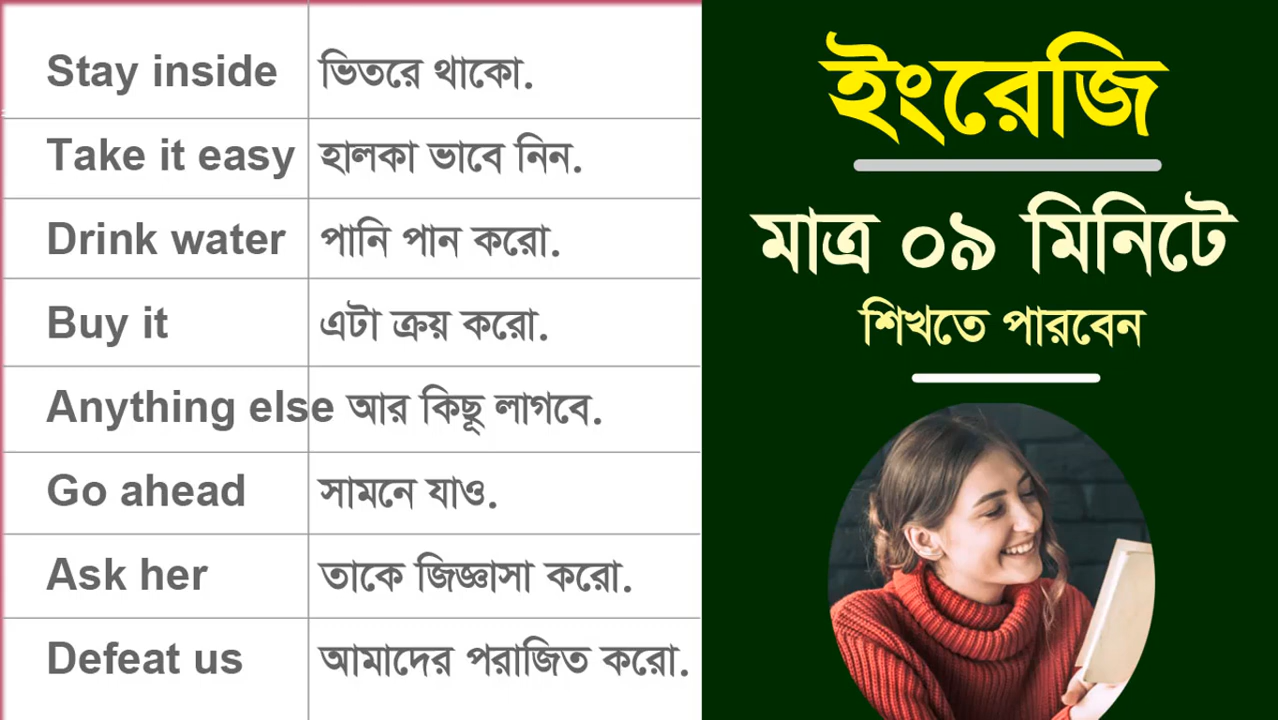 Stay inside ভিতরে থাকো.
Take it easy হালকা ভাবে নিন.
Drink water পানি পান করো.
Buy it এটা ক্রয় করো.
Anything else আর কিছূ লাগবে.
Go ahead সামনে যাও.
Ask her তাকে জিজ্ঞাসা করো.
Defeat us আমাদের পরাজিত করো.
ইংরেজি
মাত্র ০৯ মিনিটে
শিখতে পারবেন